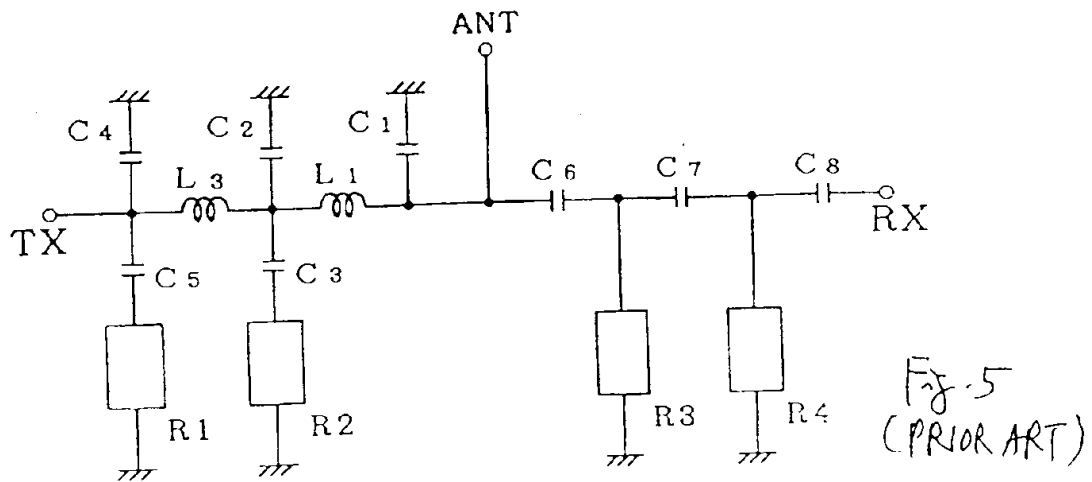 ANT
C4
C2
C1
L3
L1
C6
C7
C8
TX
RX
C5
C3
R1
R2
R3
R4
Fig. 5
(PRIOR ART)